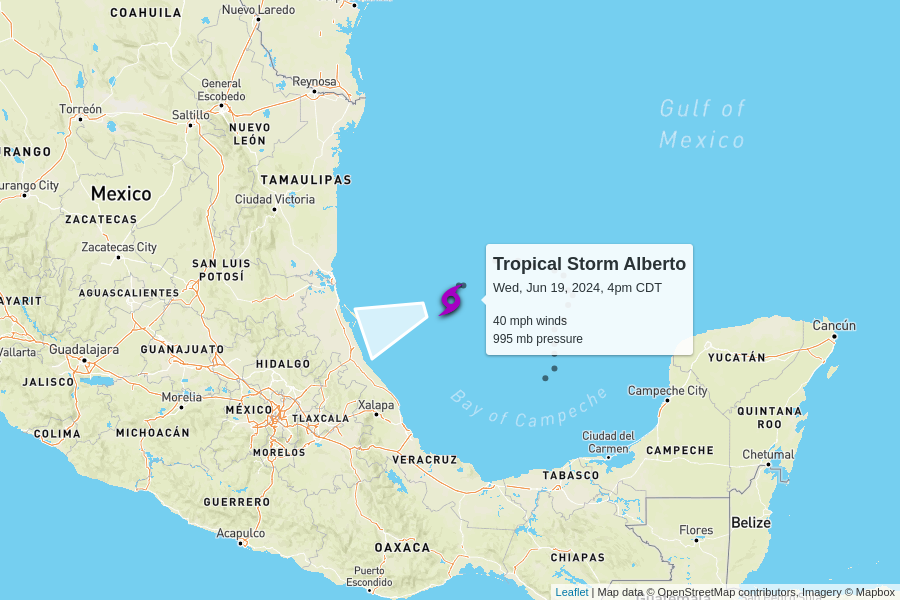 COAHUILA
Nuevo Laredo
General
Escobedo
Reynosa
Torreón
Saltillo
NUEVO
LEÓN
Gulf of
Mexico
URANGO
urango City
Mexico
TAMAULIPAS
Ciudad Victoria
ZACATECAS
Zacatecas City
SAN LUIS
POTOSÍ
Tropical Storm Alberto
Wed, Jun 19, 2024, 4pm CDT
40 mph winds
995 mb pressure
AYARIT
AGUASCALIENTES
Vallarta
Guadalajara
GUANAJUATO
HIDALGO
Cancún
YUCATÁN
JALISCO
Morelia
MÉXICO
TLAXCALA
Xalapa
Bay of Campeche
Campeche City
QUINTANA
ROO
COLIMA
MICHOACÁN
MORELOS
VERACRUZ
Ciudad del
Carmen
CAMPECHE
Chetumal
TABASCO
GUERRERO
Acapulco
OAXACA
Flores
Belize
CHIAPAS
Puerto
Escondido
Guatemala
San Pedro Sula
Leaflet | Map data © OpenStreetMap contributors, Imagery © Mapbox